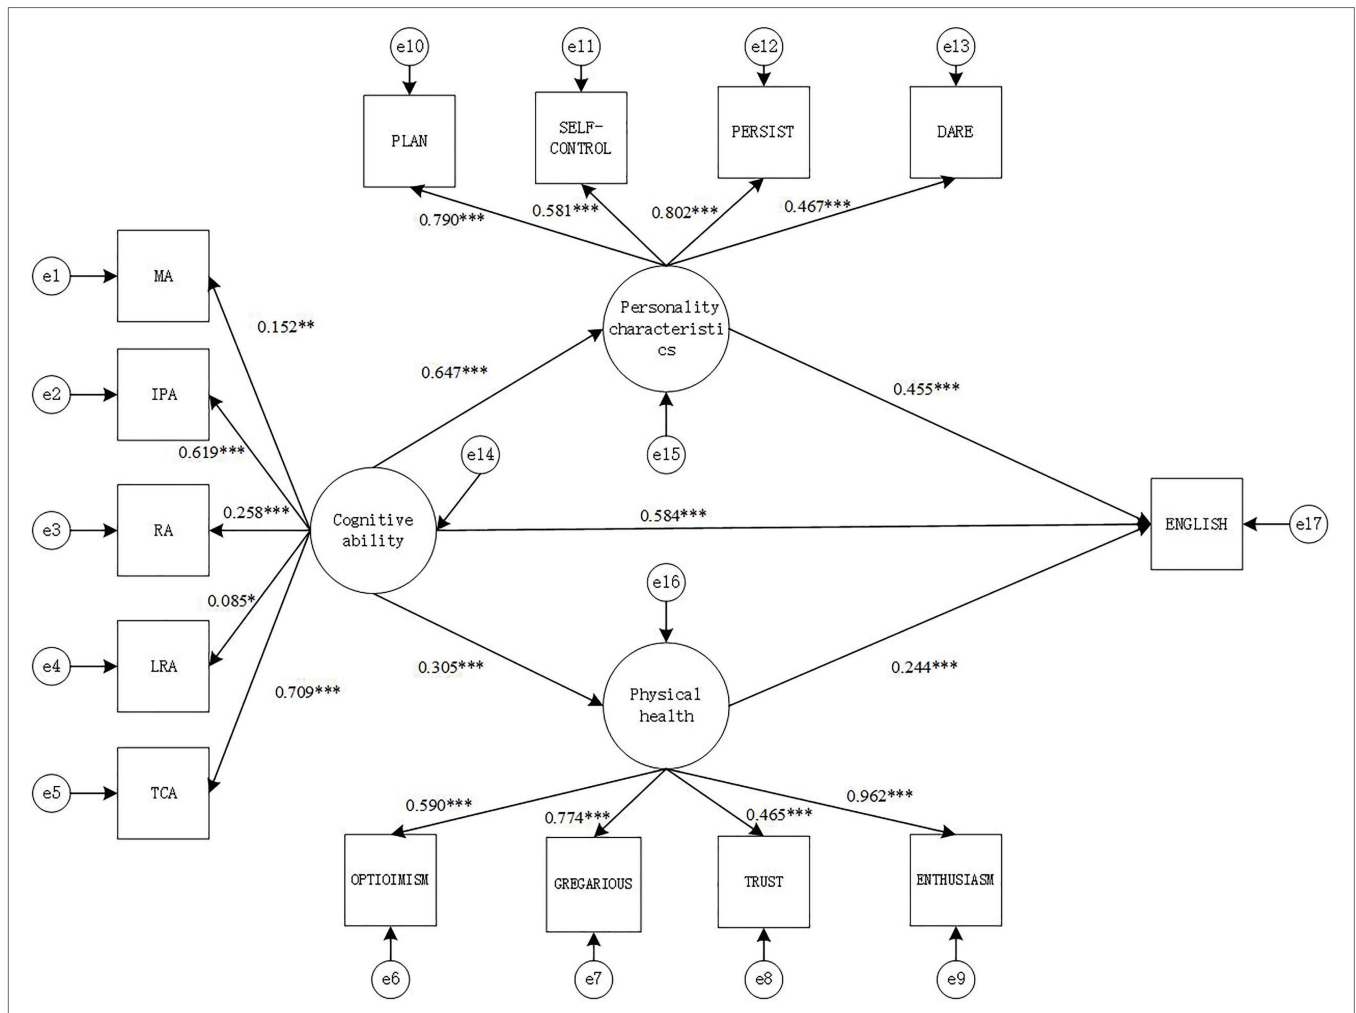 e10
e11
e12
e13
PLAN
SELF-
CONTROL
PERSIST
DARE
0.790***
0.581***
0.802***
0.467***
e1
MA
0.152**
Personality
characteristi
cs
e2
IPA
0.647***
0.455***
0.619***
e14
e15
e3
RA
0.258***
Cognitive
ability
0.584***
ENGLISH
e17
e16
0.085*
e4
LRA
0.305***
0.244***
0.709***
Physical
health
e5
TCA
0.590***
0.774***
0.465***
0.962***
OPTIOIMISM
GREGARIOUS
TRUST
ENTHUSIASM
e6
e7
e8
e9